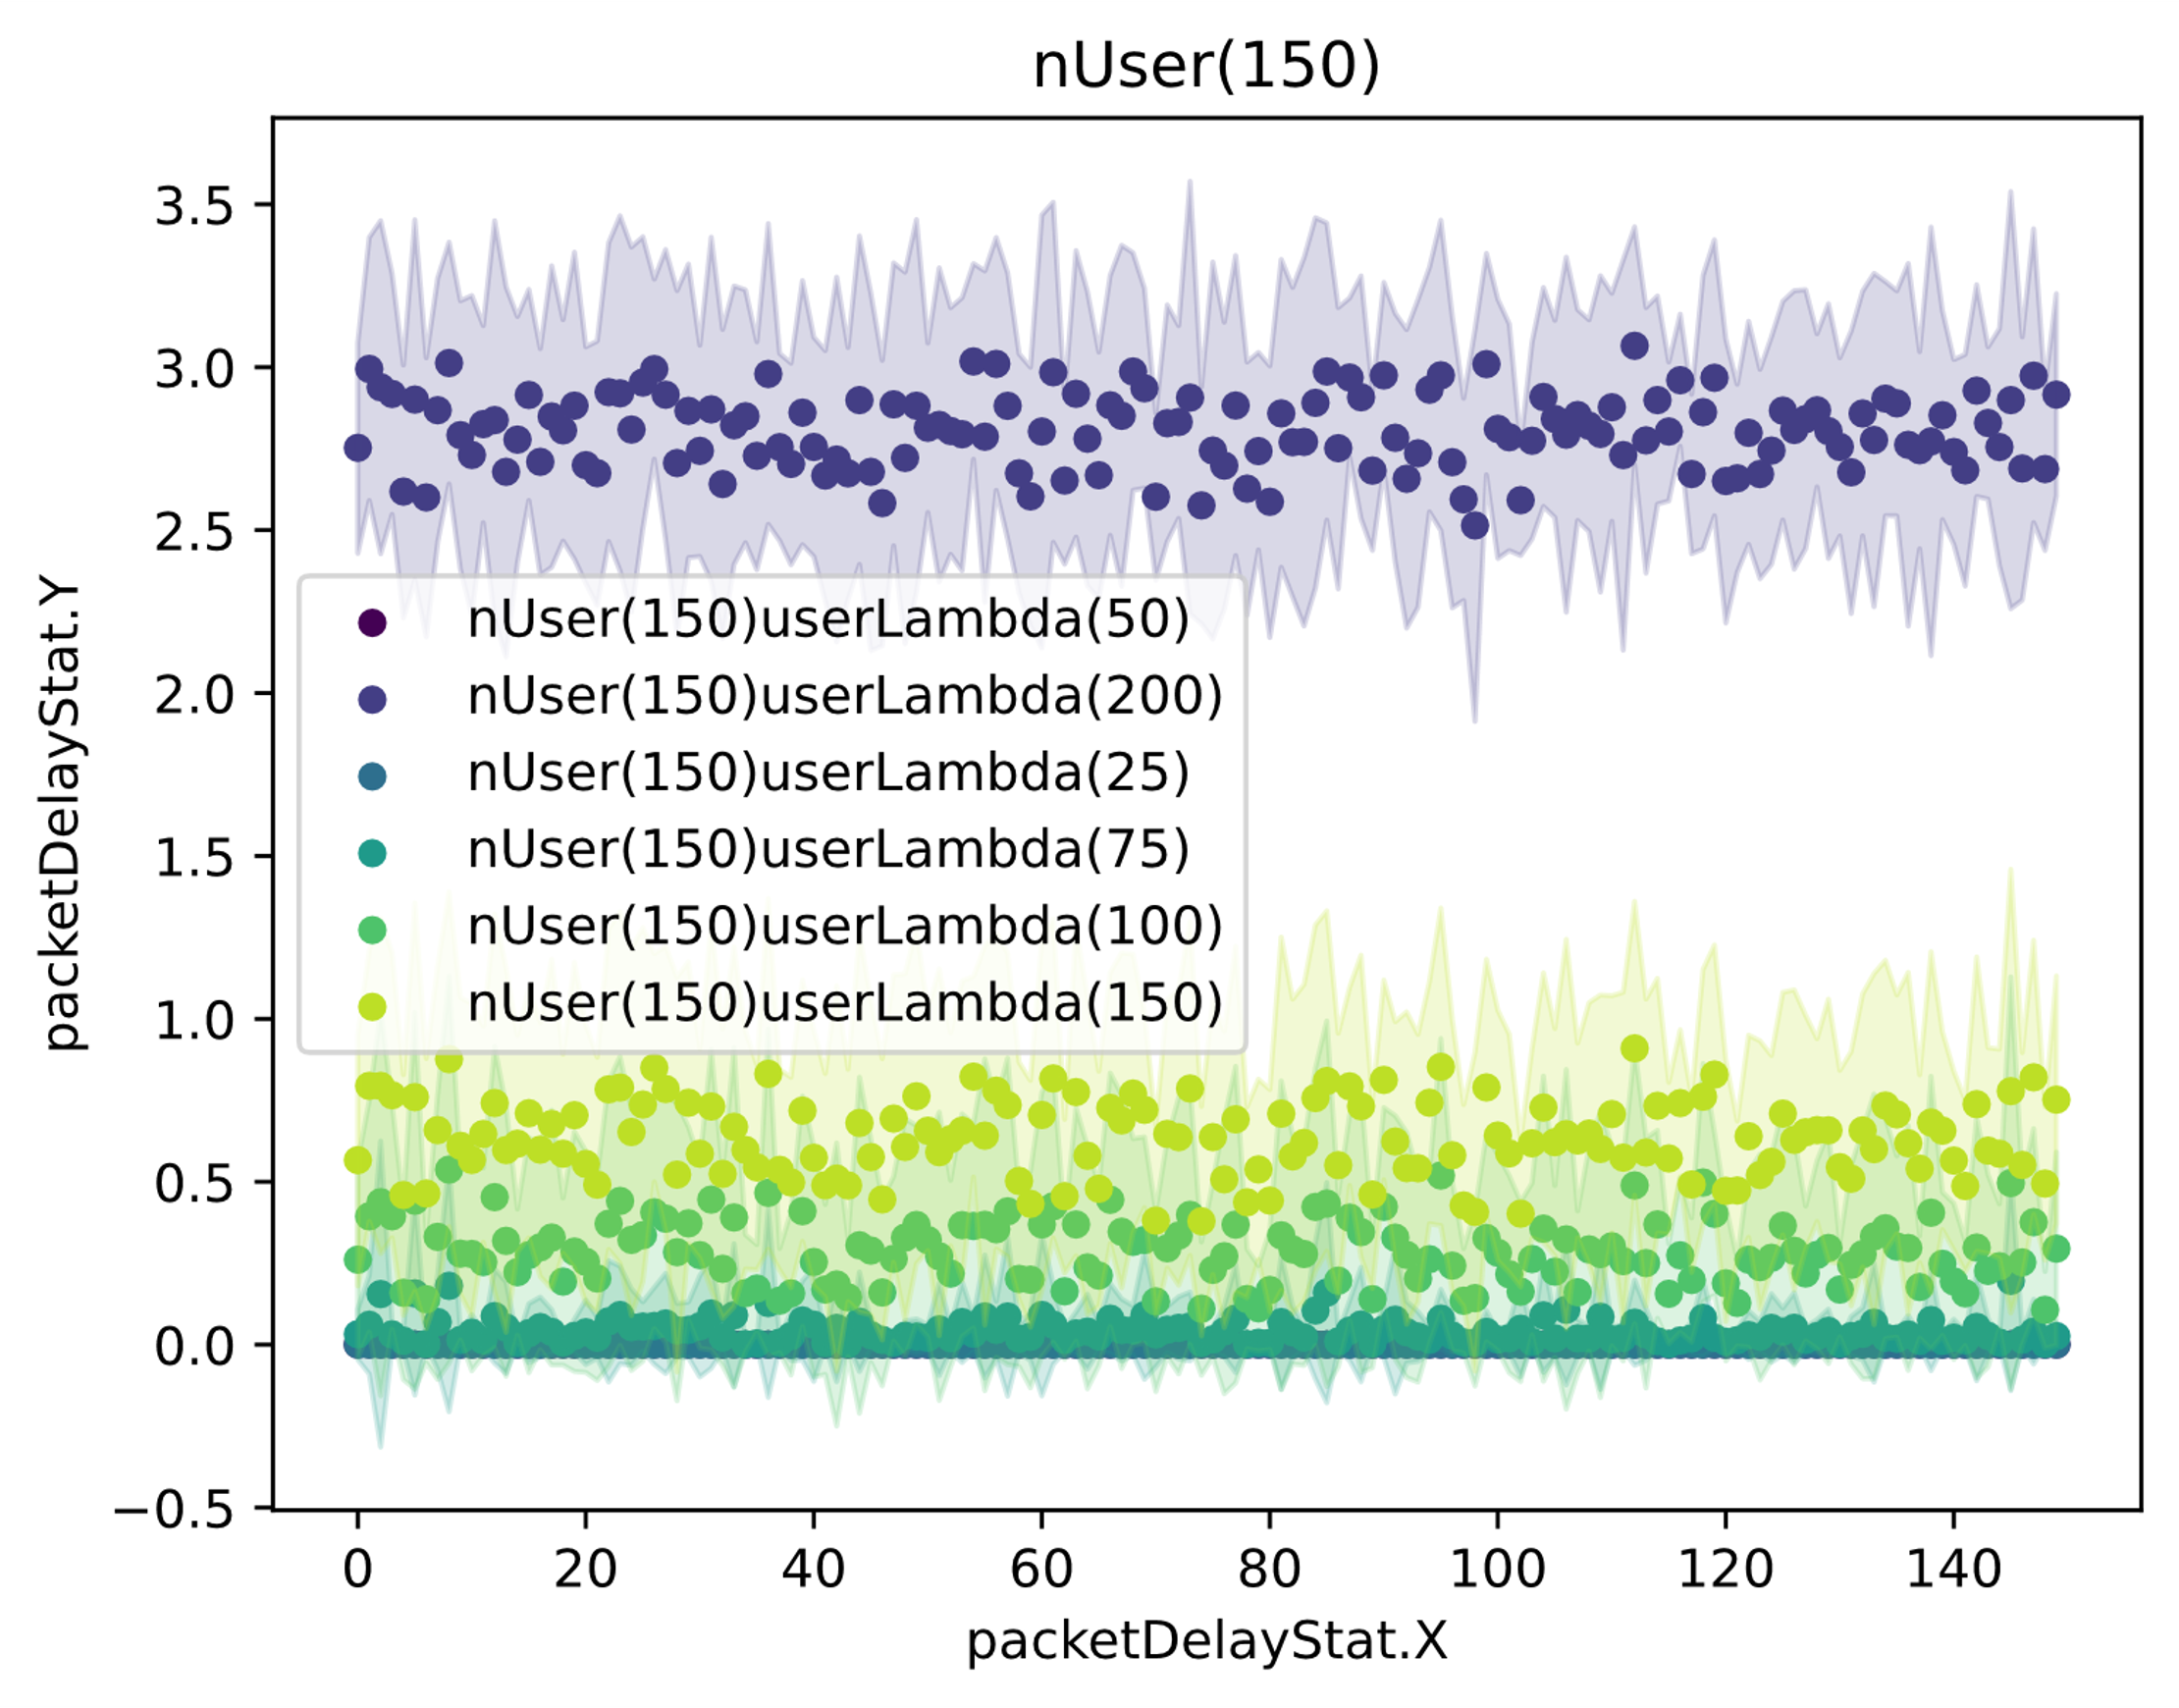 nUser(150)
packetDelayStat.Y
3.5
3.0
2.5
2.0
1.5
1.0
0.5
0.0
−0.5
nUser(150)userLambda(50)
nUser(150)userLambda(200)
nUser(150)userLambda(25)
nUser(150)userLambda(75)
nUser(150)userLambda(100)
nUser(150)userLambda(150)
0 20 40 60 80 100 120 140
packetDelayStat.X